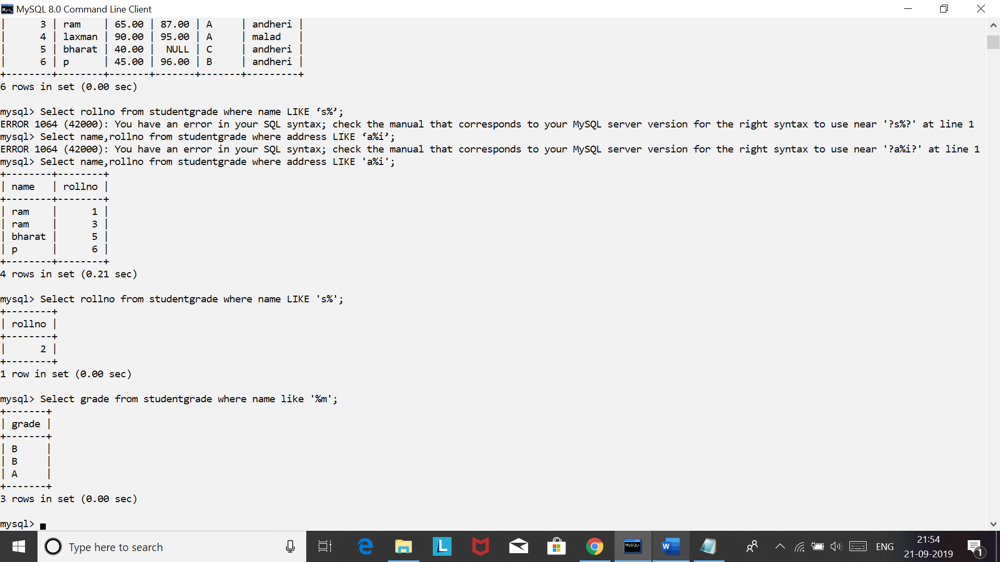 MySQL 8.0 Command Line Client
|      3 | ram    | 65.00 | 87.00 | A     | andheri |
|      4 | laxman | 90.00 | 95.00 | A     | malad   |
|      5 | bharat | 40.00 |  NULL | C     | andheri |
|      6 | p      | 45.00 | 96.00 | B     | andheri |
+--------+--------+-------+-------+-------+---------+
6 rows in set (0.00 sec)
mysql> Select rollno from studentgrade where name LIKE ‘s%’;
ERROR 1064 (42000): You have an error in your SQL syntax; check the manual that corresponds to your MySQL server version for the right syntax to use near '?s%?' at line 1
mysql> Select name,rollno from studentgrade where address LIKE ‘a%i’;
ERROR 1064 (42000): You have an error in your SQL syntax; check the manual that corresponds to your MySQL server version for the right syntax to use near '?a%i?' at line 1
mysql> Select name,rollno from studentgrade where address LIKE 'a%i';
+--------+--------+
| name   | rollno |
+--------+--------+
| ram    |      1 |
| ram    |      3 |
| bharat |      5 |
| p      |      6 |
+--------+--------+
4 rows in set (0.21 sec)
mysql> Select rollno from studentgrade where name LIKE 's%';
+--------+
| rollno |
+--------+
|      2 |
+--------+
1 row in set (0.00 sec)
mysql> Select grade from studentgrade where name like '%m';
+-------+
| grade |
+-------+
| B     |
| B     |
| A     |
+-------+
3 rows in set (0.00 sec)
mysql>
Type here to search
L
MySQL
W
ENG
21:54
21-09-2019
1